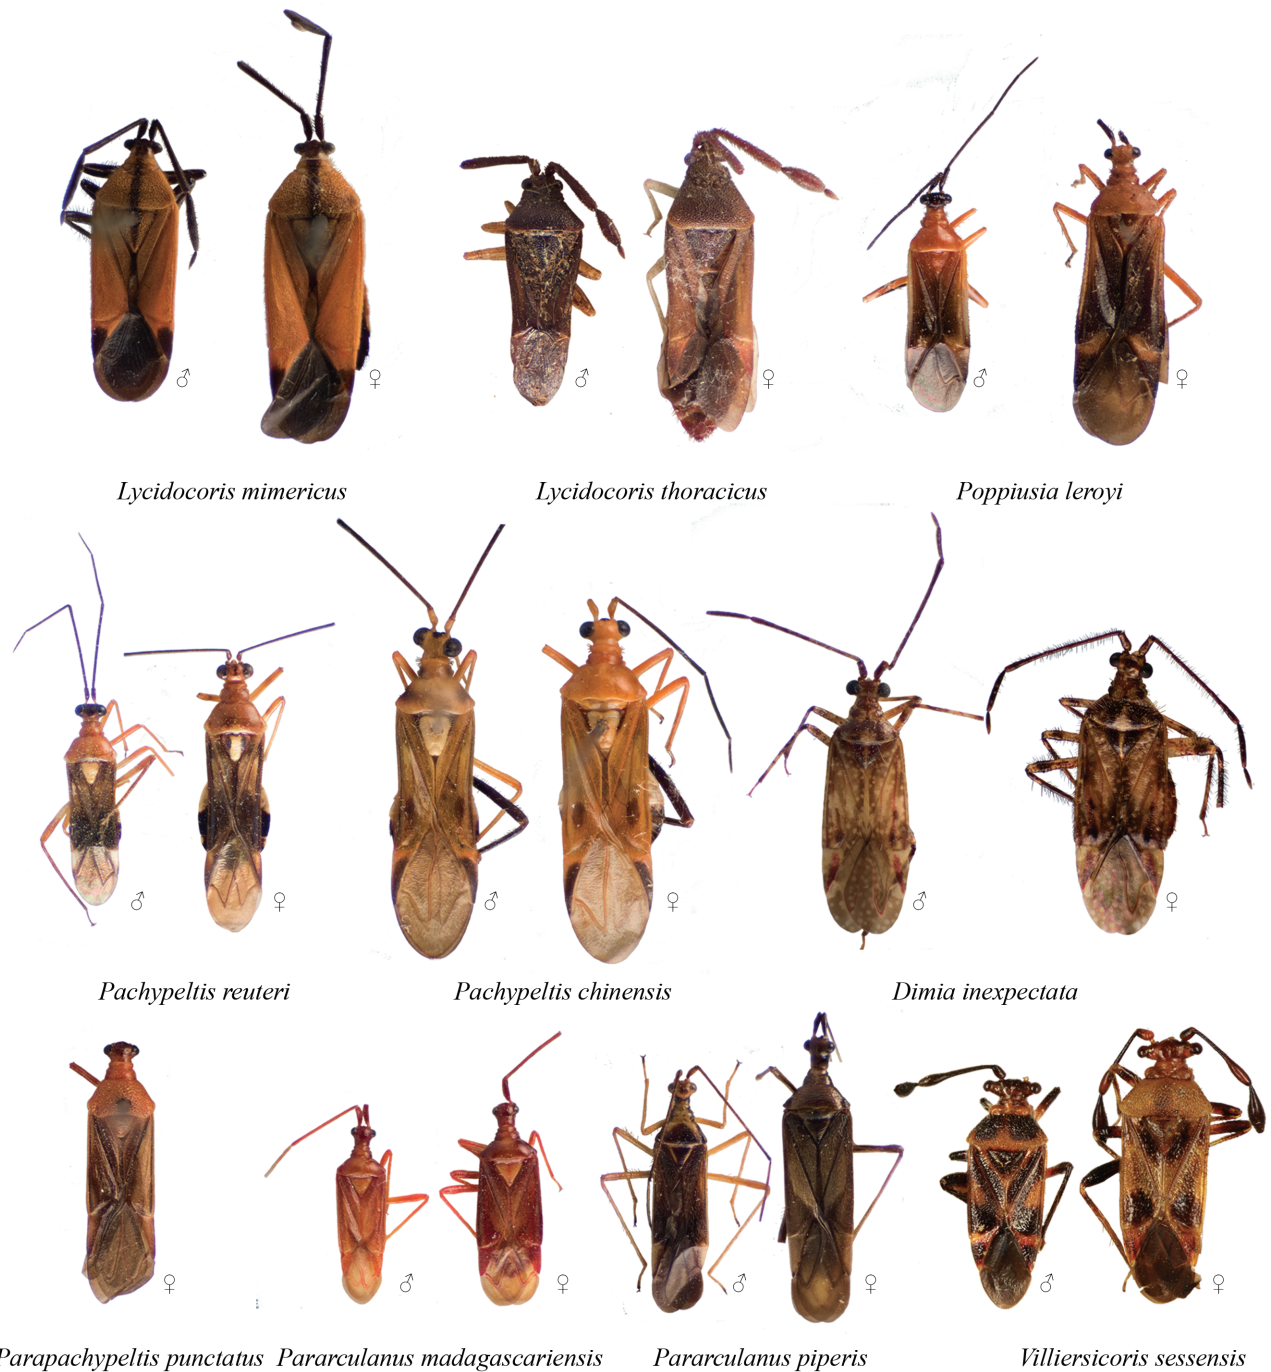 ♂ ♀ ♂ ♀ ♂ ♀
Lycidocoris mimericus Lycidocoris thoracicus Poppiusia leroyi
♂ ♀ ♂ ♀ ♂ ♀
Pachypeltis reuteri Pachypeltis chinensis Dimia inexpectata
♀ ♂ ♀ ♂ ♀ ♂ ♀
Parapachypeltis punctatus Pararculanus madagascariensis Pararculanus piperis Villiersicoris sessensis